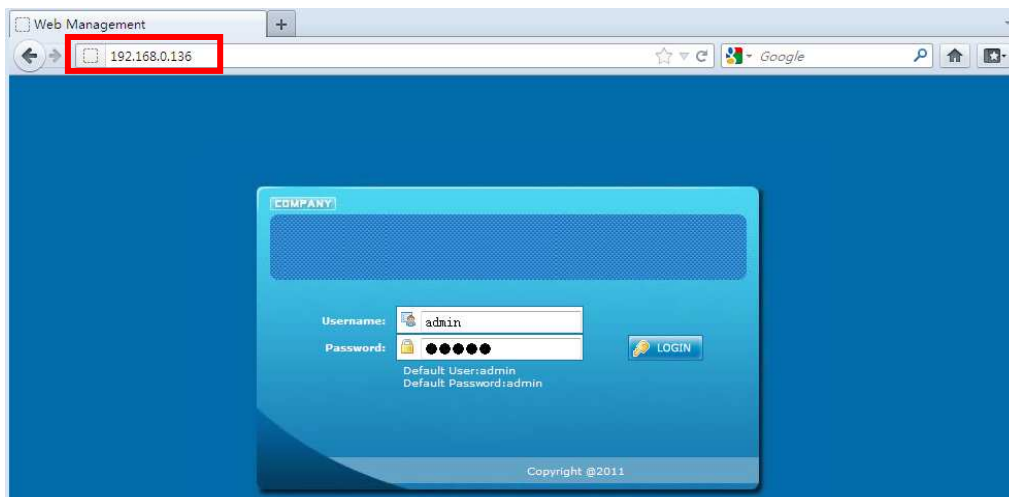 Web Management
192.168.0.136
Google
COMPANY
Username: admin
Password: ●●●●● LOGIN
Default User:admin
Default Password:admin
Copyright @2011